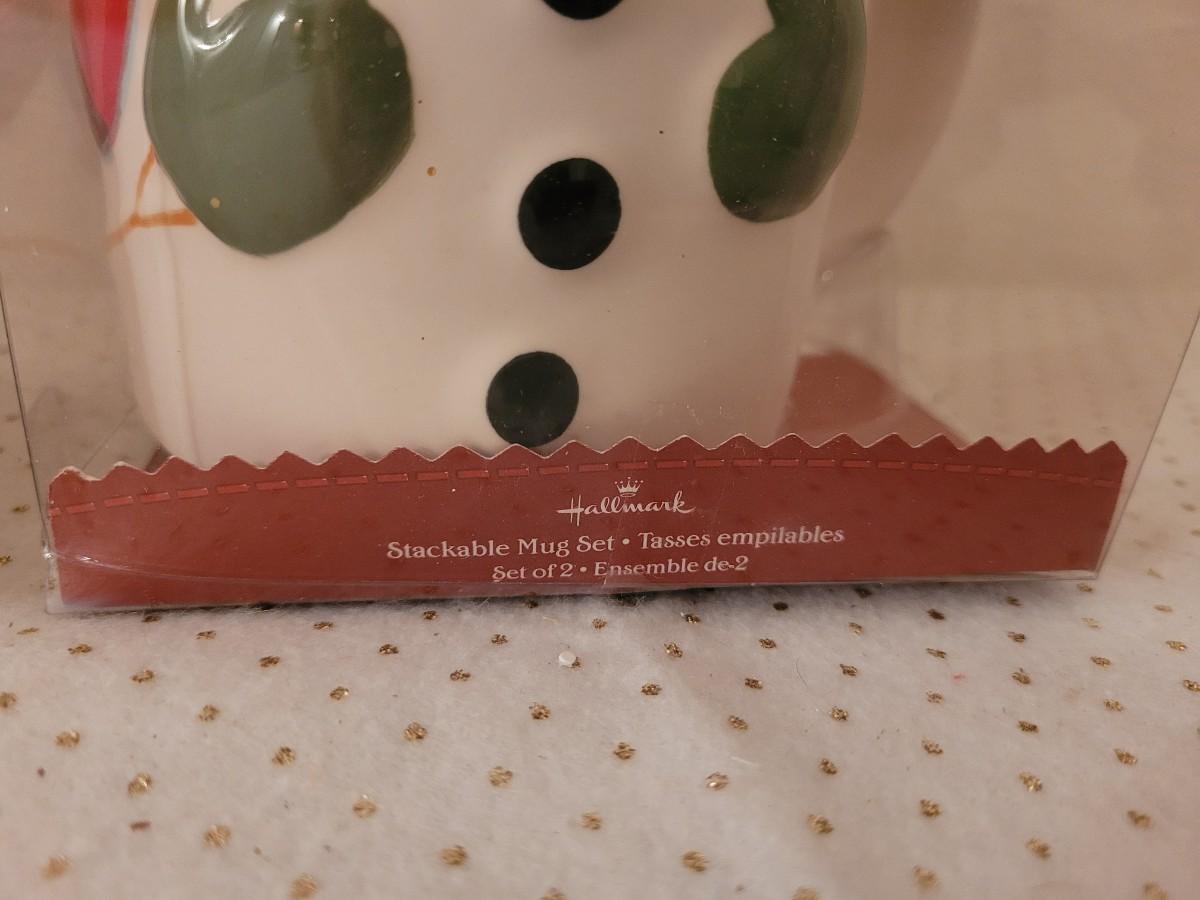 Hallmark
Stackable Mug Set • Tasses empilables
Set of 2 • Ensemble de-2